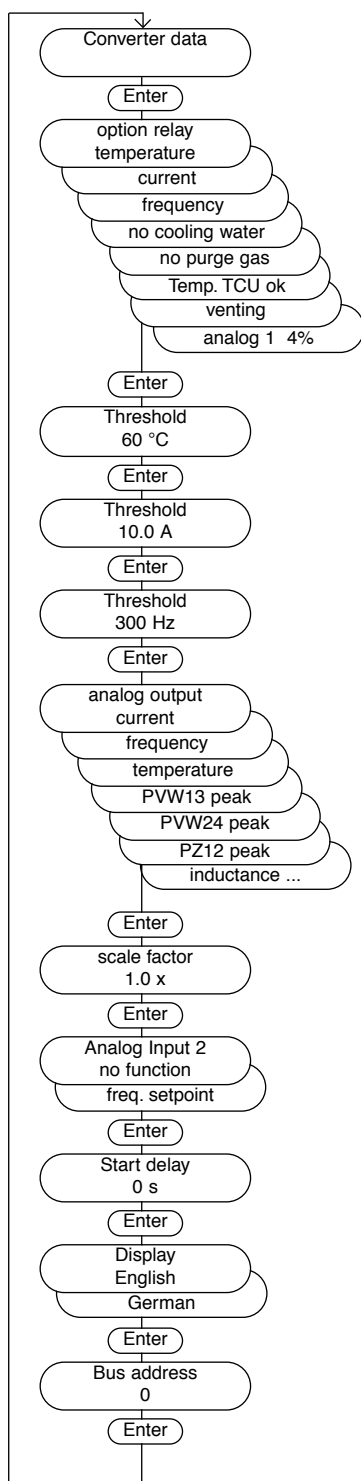 Converter data
Enter
option relay
temperature
current
frequency
no cooling water
no purge gas
Temp. TCU ok
venting
analog 1 4%
Enter
Threshold
60 °C
Enter
Threshold
10.0 A
Enter
Threshold
300 Hz
Enter
analog output
current
frequency
temperature
PVW13 peak
PVW24 peak
PZ12 peak
inductance ...
Enter
scale factor
1.0 x
Enter
Analog Input 2
no function
freq. setpoint
Enter
Start delay
0 s
Enter
Display
English
German
Enter
Bus address
0
Enter